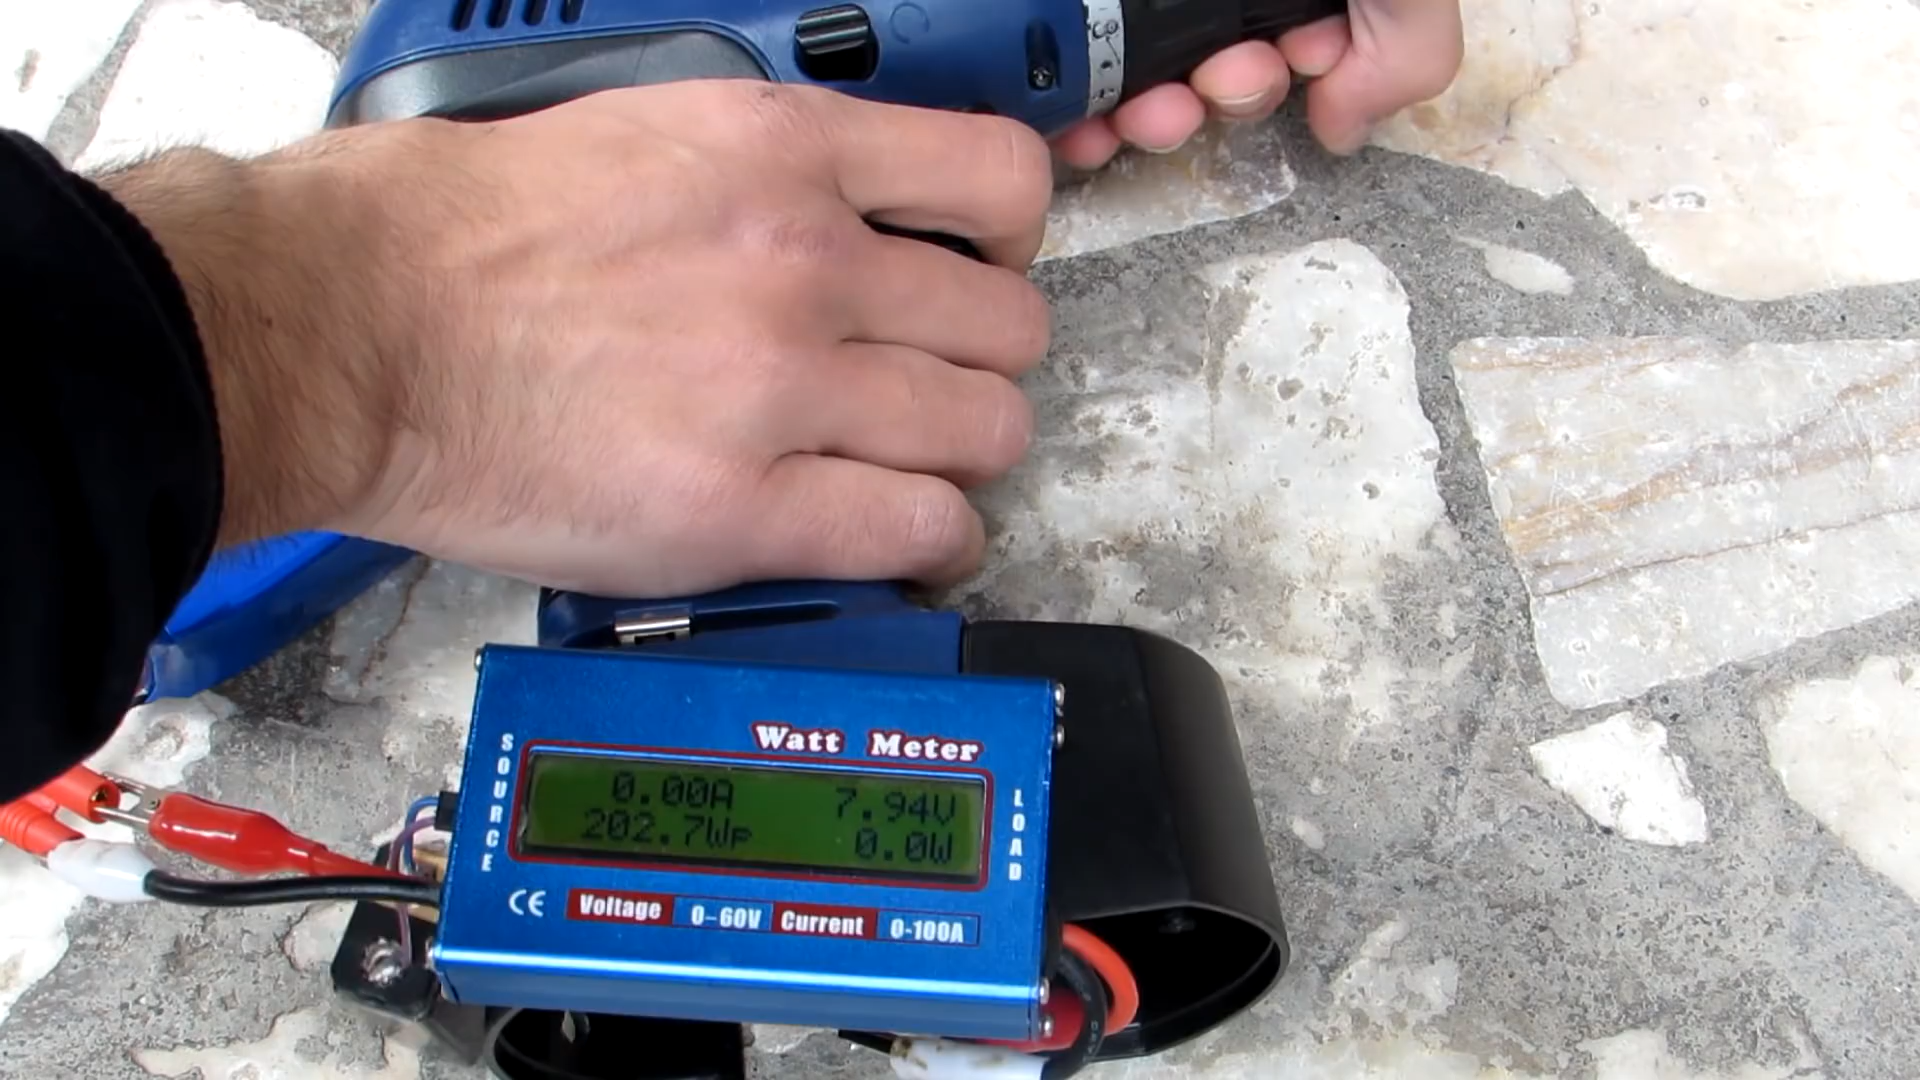 Watt Meter
SOURCE
0.00A 7.94V
202.7Wp 0.0W
LOAD
CE Voltage 0-60V Current 0-100A